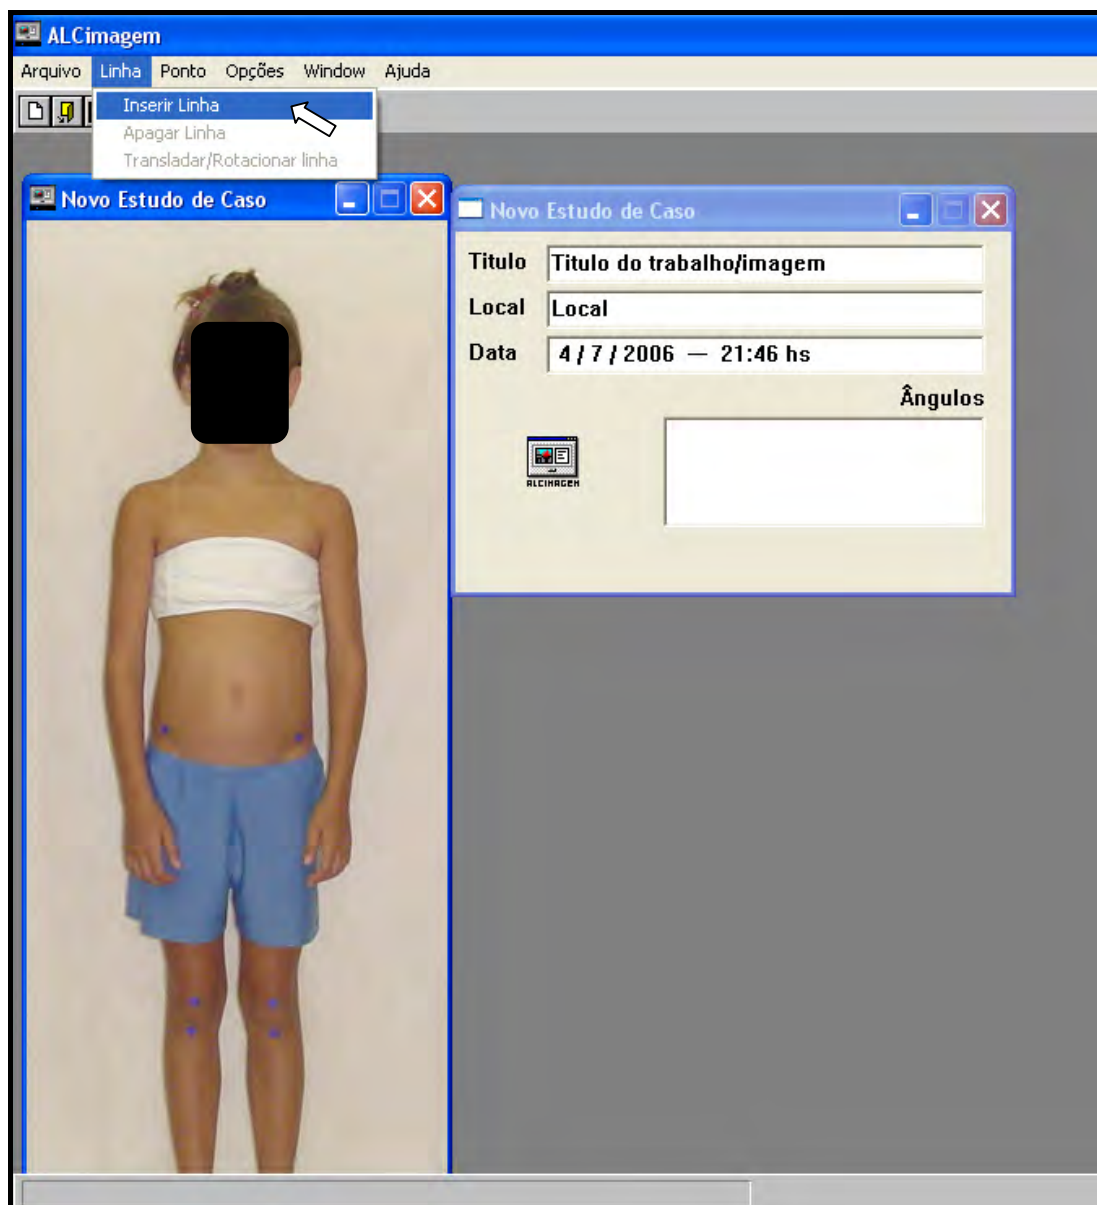 ALCimagem
Arquivo Linha Ponto Opções Window Ajuda
Inserir Linha
Apagar Linha
Transladar/Rotacionar linha
Novo Estudo de Caso
Novo Estudo de Caso
Titulo Titulo do trabalho/imagem
Local Local
Data 4 / 7 / 2006 — 21:46 hs
Ângulos
ALCIMAGEM